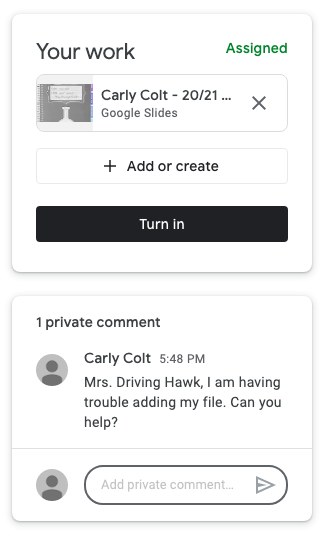 Your work
Assigned
Carly Colt - 20/21 ...
Google Slides
+ Add or create
Turn in
1 private comment
Carly Colt 5:48 PM
Mrs. Driving Hawk, I am having
trouble adding my file. Can you
help?
Add private comment...